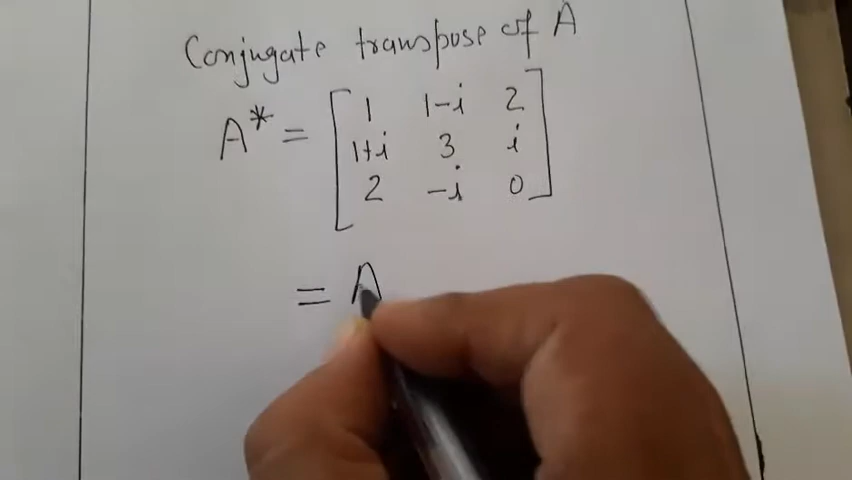 Conjugate transpose of A
A* = [ 1 1-i 2
1+i 3 i
2 -i 0 ]
= A